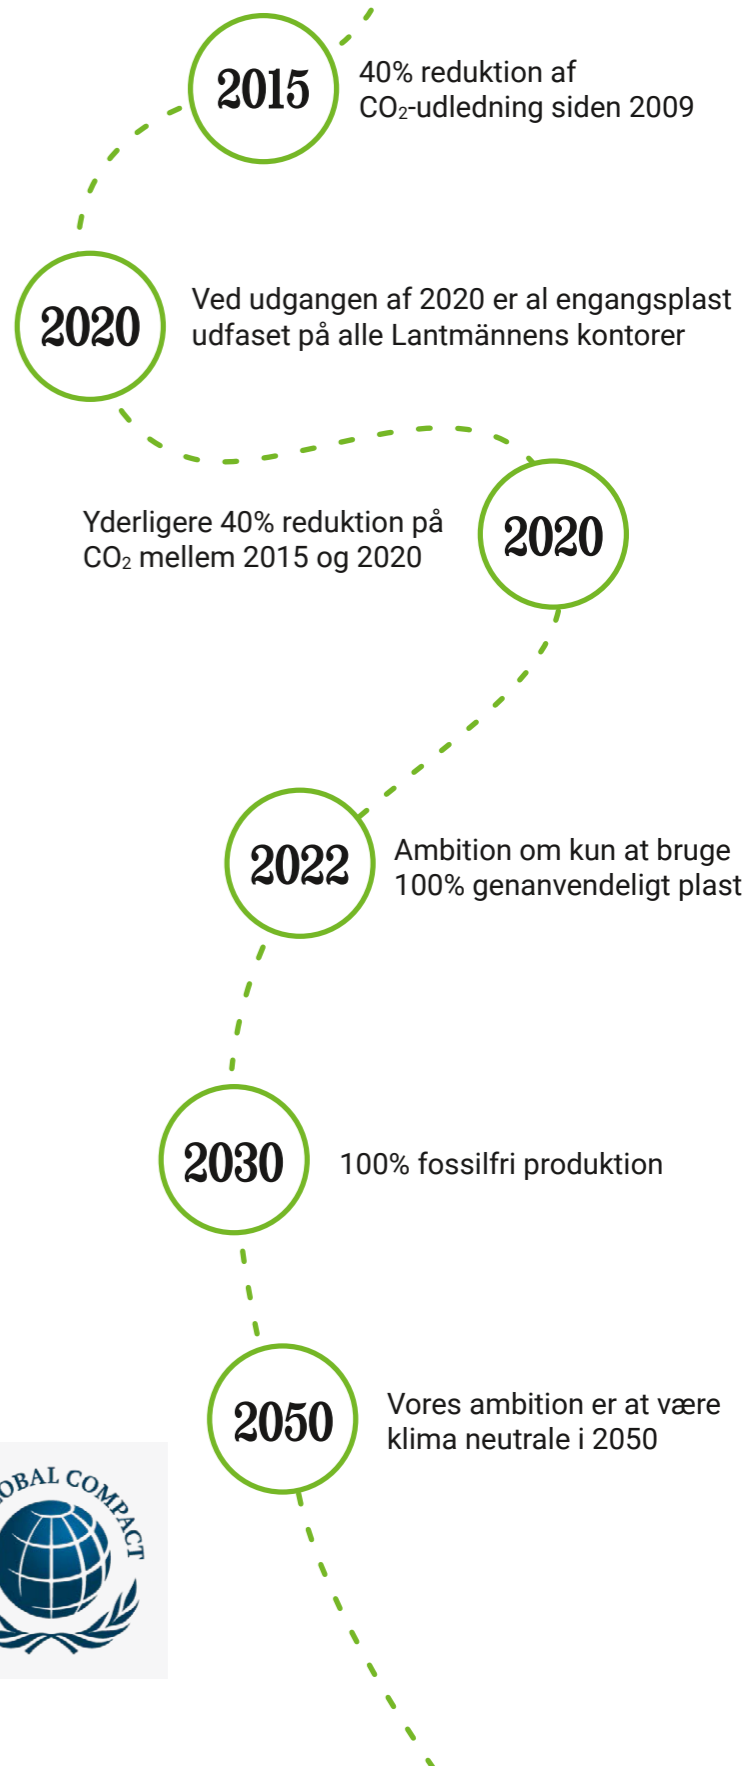 2015
40% reduktion af
CO₂-udledning siden 2009
2020
Ved udgangen af 2020 er al engangsplast
udfaset på alle Lantmännens kontorer
Yderligere 40% reduktion på
CO₂ mellem 2015 og 2020
2020
2022
Ambition om kun at bruge
100% genanvendeligt plast
2030
100% fossilfri produktion
2050
Vores ambition er at være
klima neutrale i 2050
OBAL COMPACT